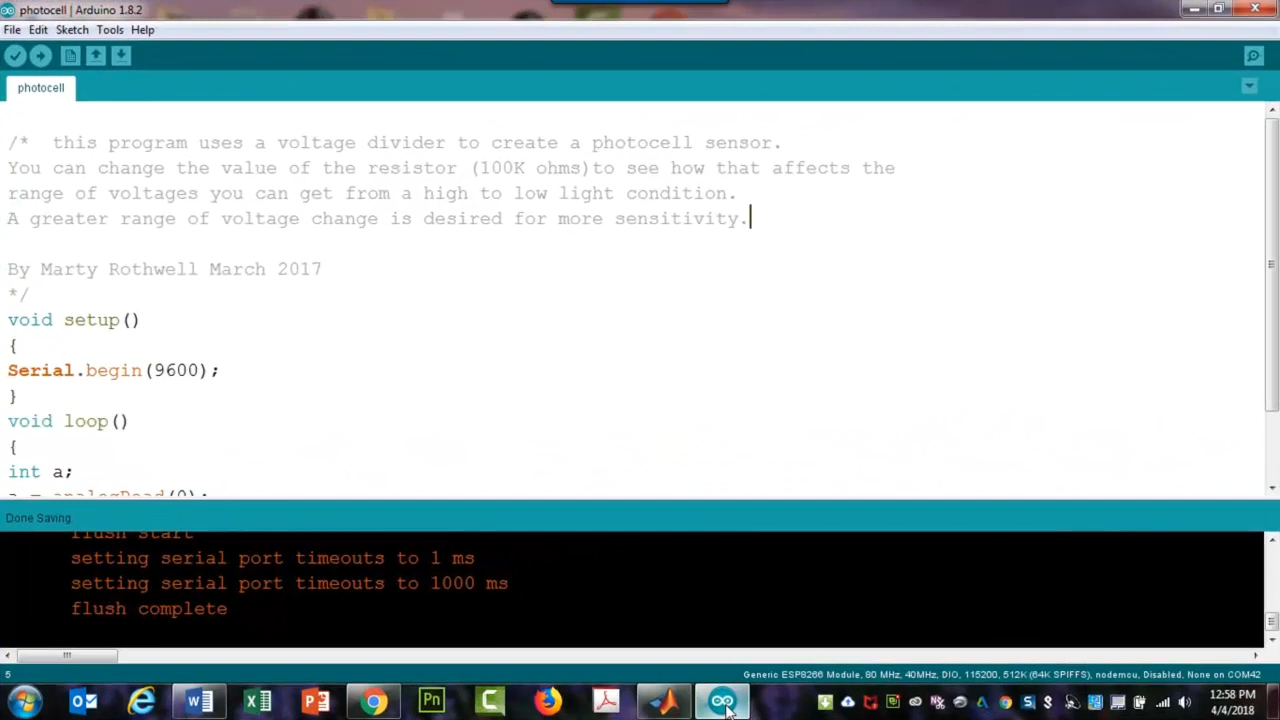 photocell | Arduino 1.8.2
File Edit Sketch Tools Help
photocell
/*  this program uses a voltage divider to create a photocell sensor.
You can change the value of the resistor (100K ohms)to see how that affects the
range of voltages you can get from a high to low light condition.
A greater range of voltage change is desired for more sensitivity.
By Marty Rothwell March 2017
*/
void setup()
{
Serial.begin(9600);
}
void loop()
{
int a;
a = analogRead(0);
Done Saving
flush start
setting serial port timeouts to 1 ms
setting serial port timeouts to 1000 ms
flush complete
5 Generic ESP8266 Module, 80 MHz, 40MHz, DIO, 115200, 512K (64K SPIFFS), nodemcu, Disabled, None on COM42
Pn
12:58 PM
4/4/2018